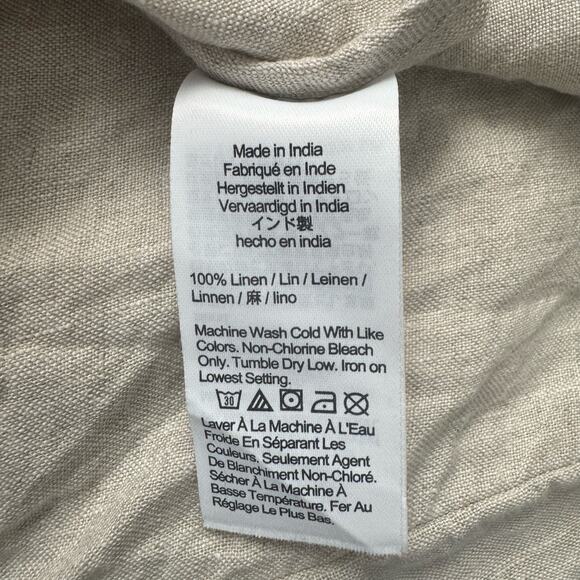 Made in India
Fabriqué en Inde
Hergestellt in Indien
Vervaardigd in India
インド製
hecho en india
100% Linen / Lin / Leinen /
Linnen / 麻 / lino
Machine Wash Cold With Like
Colors. Non-Chlorine Bleach
Only. Tumble Dry Low. Iron on
Lowest Setting.
30
Laver À La Machine À L'Eau
Froide En Séparant Les
Couleurs. Seulement Agent
De Blanchiment Non-Chloré.
Sécher À La Machine À
Basse Température. Fer Au
Réglage Le Plus Bas.